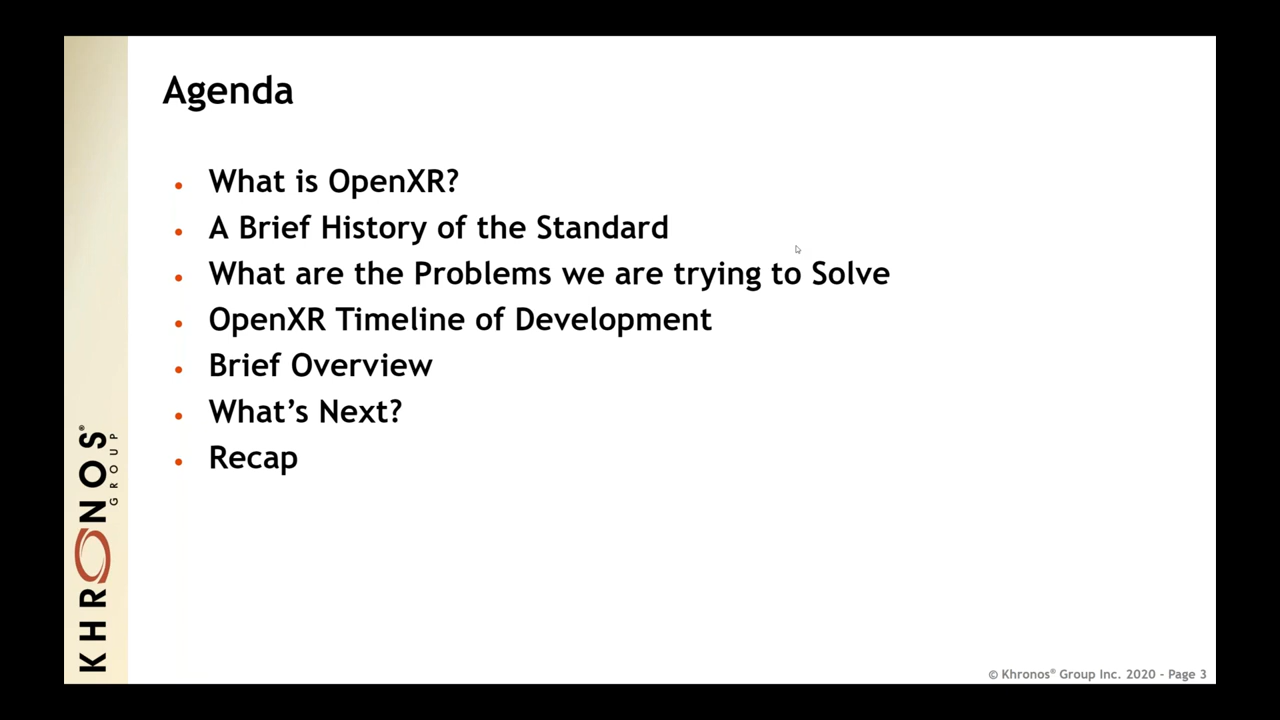 Agenda
• What is OpenXR?
• A Brief History of the Standard
• What are the Problems we are trying to Solve
• OpenXR Timeline of Development
• Brief Overview
• What’s Next?
• Recap
KHRONOS®
GROUP
© Khronos® Group Inc. 2020 - Page 3